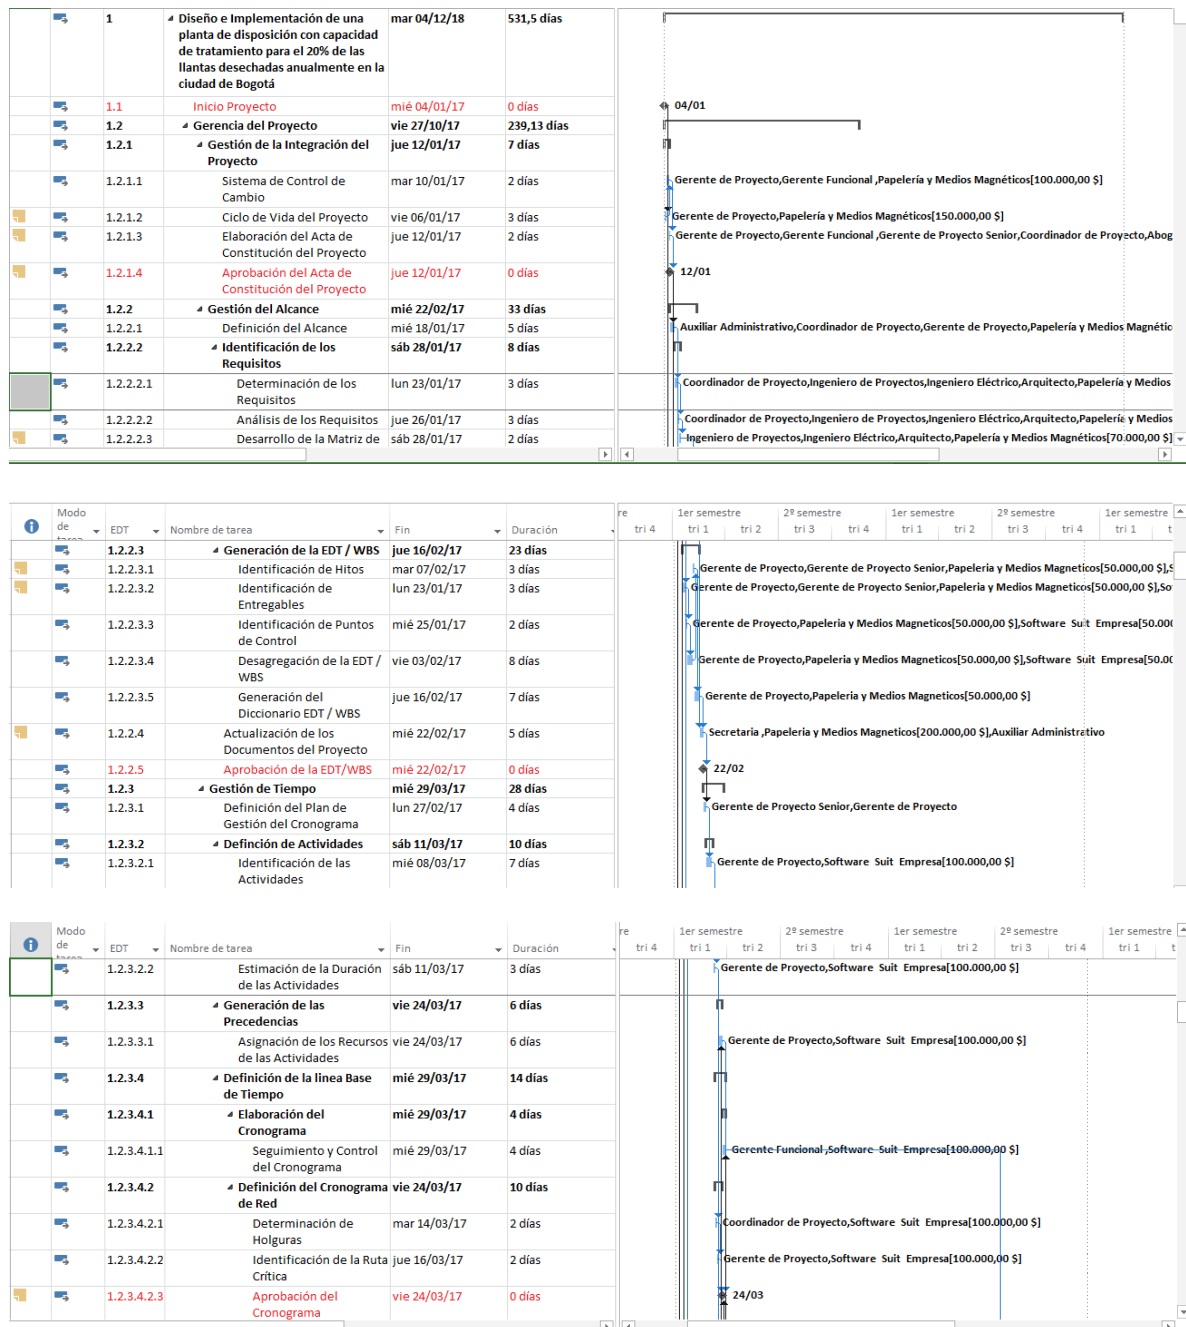 1 Diseño e Implementación de una mar 04/12/18 531,5 días
planta de disposición con capacidad
de tratamiento para el 20% de las
llantas desechadas anualmente en la
ciudad de Bogotá
1.1 Inicio Proyecto mié 04/01/17 0 días 04/01
1.2 Gerencia del Proyecto vie 27/10/17 239,13 días
1.2.1 Gestión de la Integración del jue 12/01/17 7 días
Proyecto
1.2.1.1 Sistema de Control de mar 10/01/17 2 días Gerente de Proyecto,Gerente Funcional ,Papelería y Medios Magnéticos[100.000,00 $]
Cambio
1.2.1.2 Ciclo de Vida del Proyecto vie 06/01/17 3 días Gerente de Proyecto,Papelería y Medios Magnéticos[150.000,00 $]
1.2.1.3 Elaboración del Acta de jue 12/01/17 2 días Gerente de Proyecto,Gerente Funcional ,Gerente de Proyecto Senior,Coordinador de Proyecto,Abog
Constitución del Proyecto
1.2.1.4 Aprobación del Acta de jue 12/01/17 0 días 12/01
Constitución del Proyecto
1.2.2 Gestión del Alcance mié 22/02/17 33 días
1.2.2.1 Definición del Alcance mié 18/01/17 5 días Auxiliar Administrativo,Coordinador de Proyecto,Gerente de Proyecto,Papelería y Medios Magnétic
1.2.2.2 Identificación de los sáb 28/01/17 8 días
Requisitos
1.2.2.2.1 Determinación de los lun 23/01/17 3 días Coordinador de Proyecto,Ingeniero de Proyectos,Ingeniero Eléctrico,Arquitecto,Papelería y Medios
Requisitos
1.2.2.2.2 Análisis de los Requisitos jue 26/01/17 3 días Coordinador de Proyecto,Ingeniero de Proyectos,Ingeniero Eléctrico,Arquitecto,Papelería y Medios
1.2.2.2.3 Desarrollo de la Matriz de sáb 28/01/17 2 días Ingeniero de Proyectos,Ingeniero Eléctrico,Arquitecto,Papelería y Medios Magnéticos[70.000,00 $]
Modo re 1er semestre 2º semestre 1er semestre 2º semestre 1er semestre
de EDT Nombre de tarea Fin Duración tri 4 tri 1 tri 2 tri 3 tri 4 tri 1 tri 2 tri 3 tri 4 tri 1 t
tarea
1.2.2.3 Generación de la EDT / WBS jue 16/02/17 23 días
1.2.2.3.1 Identificación de Hitos mar 07/02/17 3 días Gerente de Proyecto,Gerente de Proyecto Senior,Papeleria y Medios Magneticos[50.000,00 $],S
1.2.2.3.2 Identificación de lun 23/01/17 3 días Gerente de Proyecto,Gerente de Proyecto Senior,Papeleria y Medios Magneticos[50.000,00 $],So
Entregables
1.2.2.3.3 Identificación de Puntos mié 25/01/17 2 días Gerente de Proyecto,Papeleria y Medios Magneticos[50.000,00 $],Software Suit Empresa[50.000
de Control
1.2.2.3.4 Desagregación de la EDT / vie 03/02/17 8 días Gerente de Proyecto,Papeleria y Medios Magneticos[50.000,00 $],Software Suit Empresa[50.00
WBS
1.2.2.3.5 Generación del jue 16/02/17 7 días Gerente de Proyecto,Papeleria y Medios Magneticos[50.000,00 $]
Diccionario EDT / WBS
1.2.2.4 Actualización de los mié 22/02/17 5 días Secretaria ,Papeleria y Medios Magneticos[200.000,00 $],Auxiliar Administrativo
Documentos del Proyecto
1.2.2.5 Aprobación de la EDT/WBS mié 22/02/17 0 días 22/02
1.2.3 Gestión de Tiempo mié 29/03/17 28 días
1.2.3.1 Definición del Plan de lun 27/02/17 4 días Gerente de Proyecto Senior,Gerente de Proyecto
Gestión del Cronograma
1.2.3.2 Definción de Actividades sáb 11/03/17 10 días
1.2.3.2.1 Identificación de las mié 08/03/17 7 días Gerente de Proyecto,Software Suit Empresa[100.000,00 $]
Actividades
Modo re 1er semestre 2º semestre 1er semestre 2º semestre 1er semestre
de EDT Nombre de tarea Fin Duración tri 4 tri 1 tri 2 tri 3 tri 4 tri 1 tri 2 tri 3 tri 4 tri 1 t
tarea
1.2.3.2.2 Estimación de la Duración sáb 11/03/17 3 días Gerente de Proyecto,Software Suit Empresa[100.000,00 $]
de las Actividades
1.2.3.3 Generación de las vie 24/03/17 6 días
Precedencias
1.2.3.3.1 Asignación de los Recursos vie 24/03/17 6 días Gerente de Proyecto,Software Suit Empresa[100.000,00 $]
de las Actividades
1.2.3.4 Definición de la linea Base mié 29/03/17 14 días
de Tiempo
1.2.3.4.1 Elaboración del mié 29/03/17 4 días
Cronograma
1.2.3.4.1.1 Seguimiento y Control mié 29/03/17 4 días Gerente Funcional ,Software Suit Empresa[100.000,00 $]
del Cronograma
1.2.3.4.2 Definición del Cronograma vie 24/03/17 10 días
de Red
1.2.3.4.2.1 Determinación de mar 14/03/17 2 días Coordinador de Proyecto,Software Suit Empresa[100.000,00 $]
Holguras
1.2.3.4.2.2 Identificación de la Ruta jue 16/03/17 2 días Gerente de Proyecto,Software Suit Empresa[100.000,00 $]
Crítica
1.2.3.4.2.3 Aprobación del vie 24/03/17 0 días 24/03
Cronograma